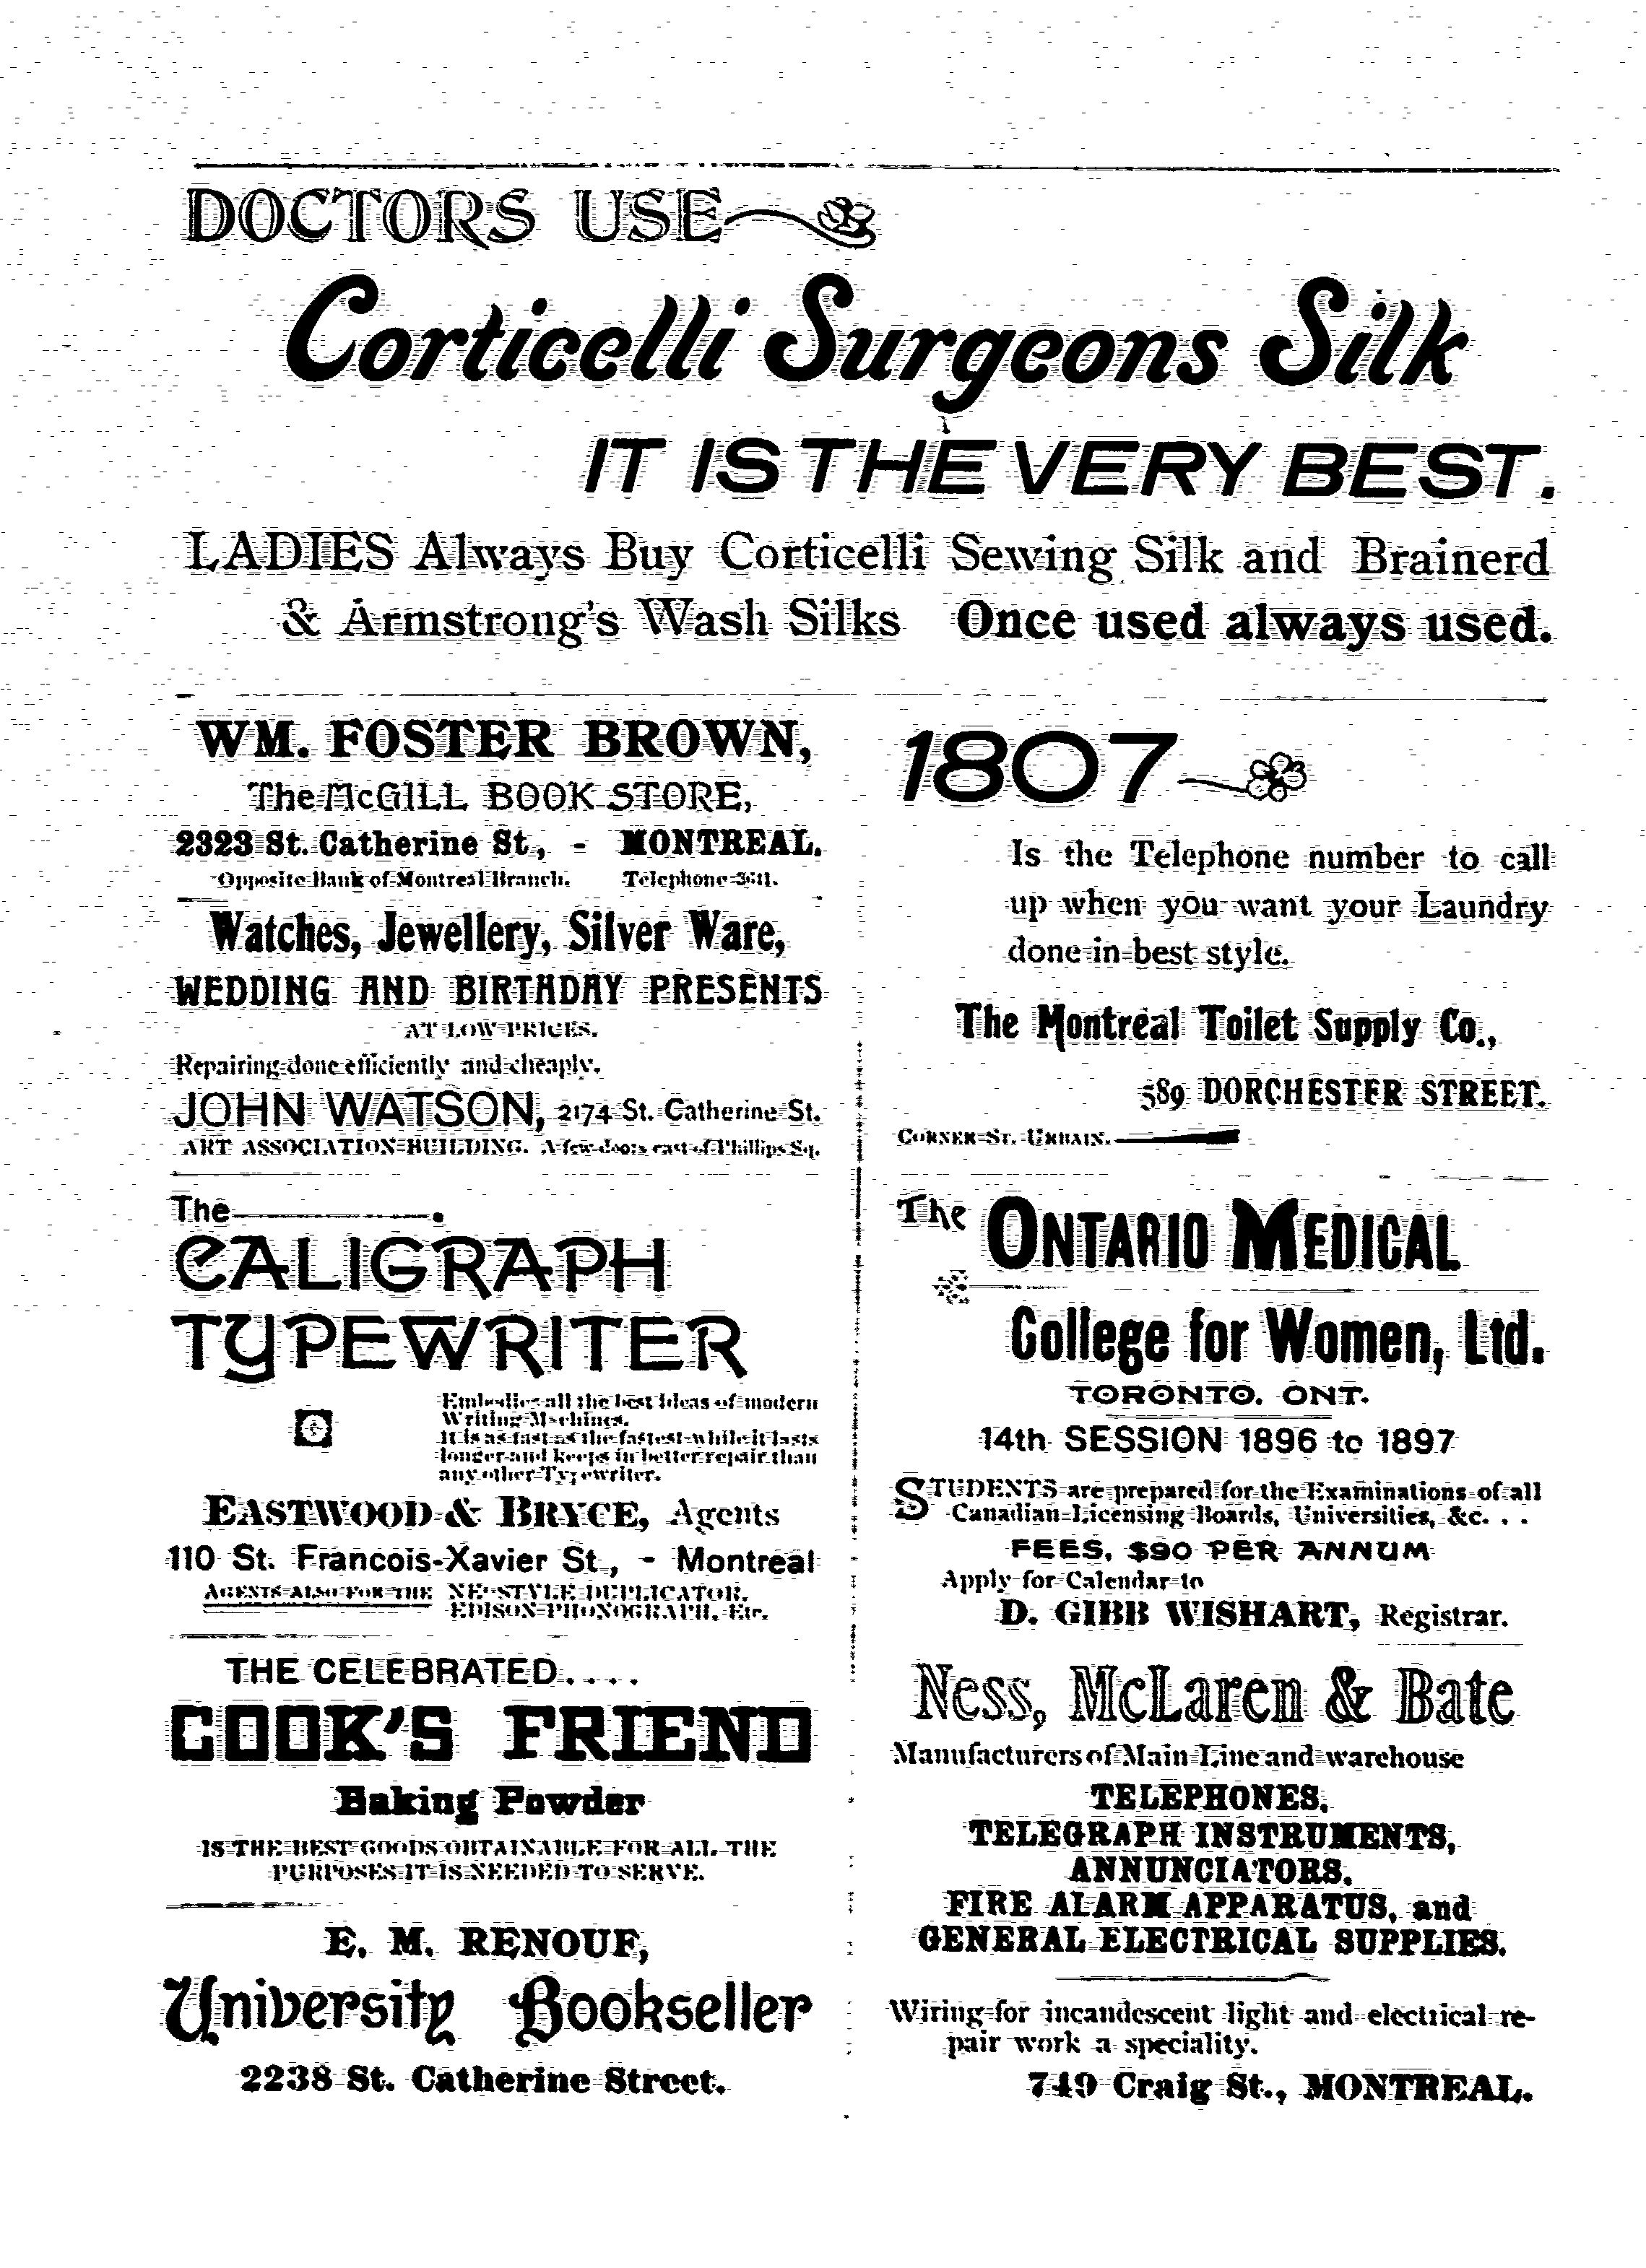 DOCTORS USE
Corticelli Surgeons Silk
IT IS THE VERY BEST.
LADIES Always Buy Corticelli Sewing Silk and Brainerd
& Armstrong's Wash Silks Once used always used.
WM. FOSTER BROWN,
The McGILL BOOK STORE,
2323 St. Catherine St., - MONTREAL.
Opposite Bank of Montreal Branch. Telephone
Watches, Jewellery, Silver Ware,
WEDDING AND BIRTHDAY PRESENTS
AT LOW PRICES.
Repairing done efficiently and cheaply.
JOHN WATSON, 2174 St. Catherine St.
ART ASSOCIATION BUILDING. A few doors east of Phillips Sq.
The
CALIGRAPH
TYPEWRITER
Embodies all the best Ideas of modern
Writing Machines.
It is as fast as the fastest while it lasts
longer and keeps in better repair than
any other Typewriter.
EASTWOOD & BRYCE, Agents
110 St. Francois-Xavier St., - Montreal
AGENTS ALSO FOR THE NEOSTYLE DUPLICATOR,
EDISON PHONOGRAPH, Etc.
THE CELEBRATED. . . .
COOK'S FRIEND
Baking Powder
IS THE BEST GOODS OBTAINABLE FOR ALL THE
PURPOSES IT IS NEEDED TO SERVE.
E. M. RENOUF,
University Bookseller
2238 St. Catherine Street.
1807
Is the Telephone number to call
up when you want your Laundry
done in best style.
The Montreal Toilet Supply Co.,
589 DORCHESTER STREET.
CORNER ST. URBAIN.
The ONTARIO MEDICAL
College for Women, Ltd.
TORONTO. ONT.
14th SESSION 1896 to 1897
STUDENTS are prepared for the Examinations of all
Canadian Licensing Boards, Universities, &c. . .
FEES, $90 PER ANNUM
Apply for Calendar to
D. GIBB WISHART, Registrar.
Ness, McLaren & Bate
Manufacturers of Main Line and warehouse
TELEPHONES,
TELEGRAPH INSTRUMENTS,
ANNUNCIATORS,
FIRE ALARM APPARATUS, and
GENERAL ELECTRICAL SUPPLIES.
Wiring for incandescent light and electrical re-
pair work a speciality.
749 Craig St., MONTREAL.